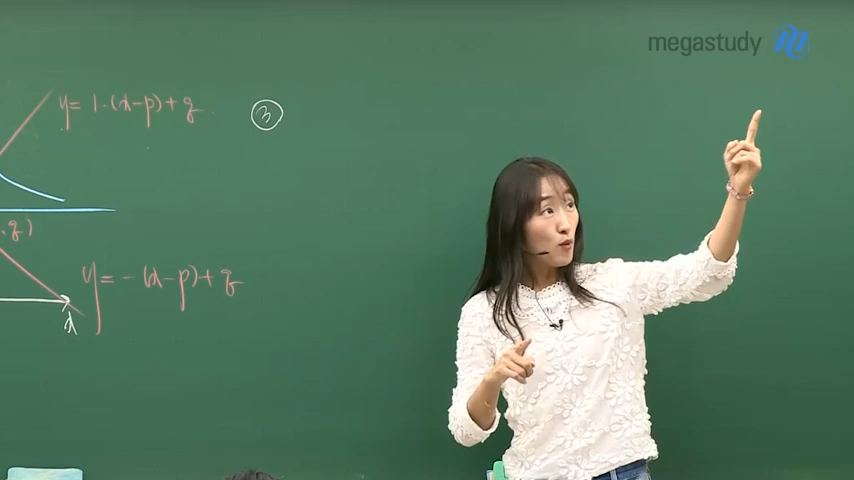 megastudy
y= 1·(x-p)+q ③
,q)
y= -(x-p)+q
x